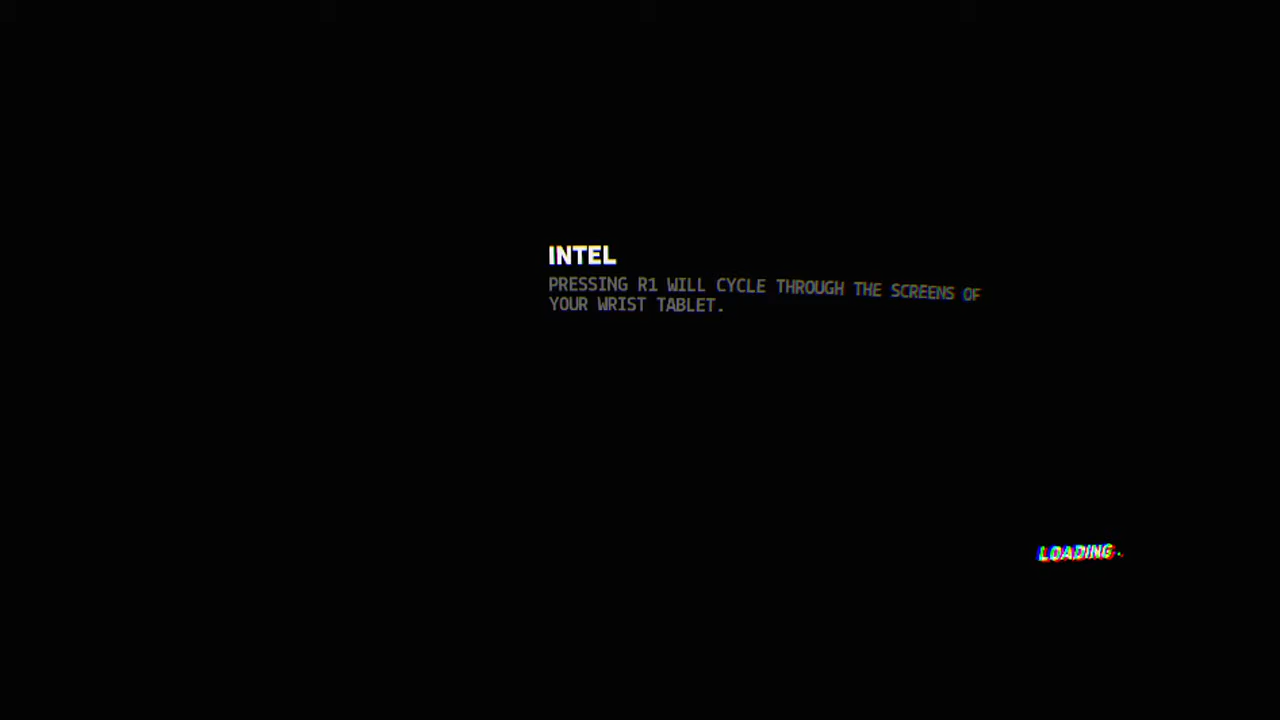 INTEL
PRESSING R1 WILL CYCLE THROUGH THE SCREENS OF
YOUR WRIST TABLET.
LOADING.